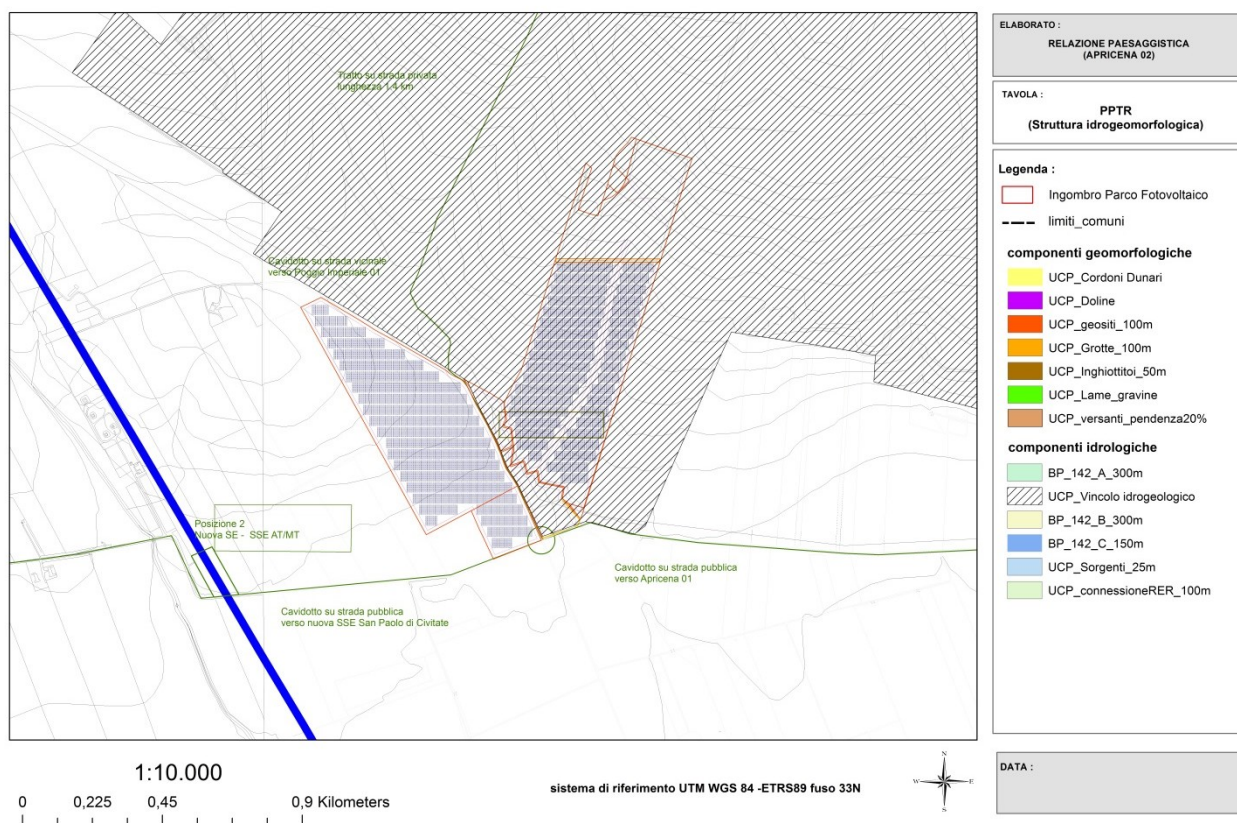 Tratto su strada privata
lunghezza 1.4 km
Cavidotto su strada vicinale
verso Poggio Imperiale 01
Posizione 2
Nuova SE - SSE AT/MT
Cavidotto su strada pubblica
verso Apricena 01
Cavidotto su strada pubblica
verso nuova SSE San Paolo di Civitate
ELABORATO :
RELAZIONE PAESAGGISTICA
(APRICENA 02)
TAVOLA :
PPTR
(Struttura idrogeomorfologica)
Legenda :
Ingombro Parco Fotovoltaico
limiti_comuni
componenti geomorfologiche
UCP_Cordoni Dunari
UCP_Doline
UCP_geositi_100m
UCP_Grotte_100m
UCP_Inghiottitoi_50m
UCP_Lame_gravine
UCP_versanti_pendenza20%
componenti idrologiche
BP_142_A_300m
UCP_Vincolo idrogeologico
BP_142_B_300m
BP_142_C_150m
UCP_Sorgenti_25m
UCP_connessioneRER_100m
DATA :
1:10.000
0 0,225 0,45 0,9 Kilometers
sistema di riferimento UTM WGS 84 -ETRS89 fuso 33N
N
W E
S